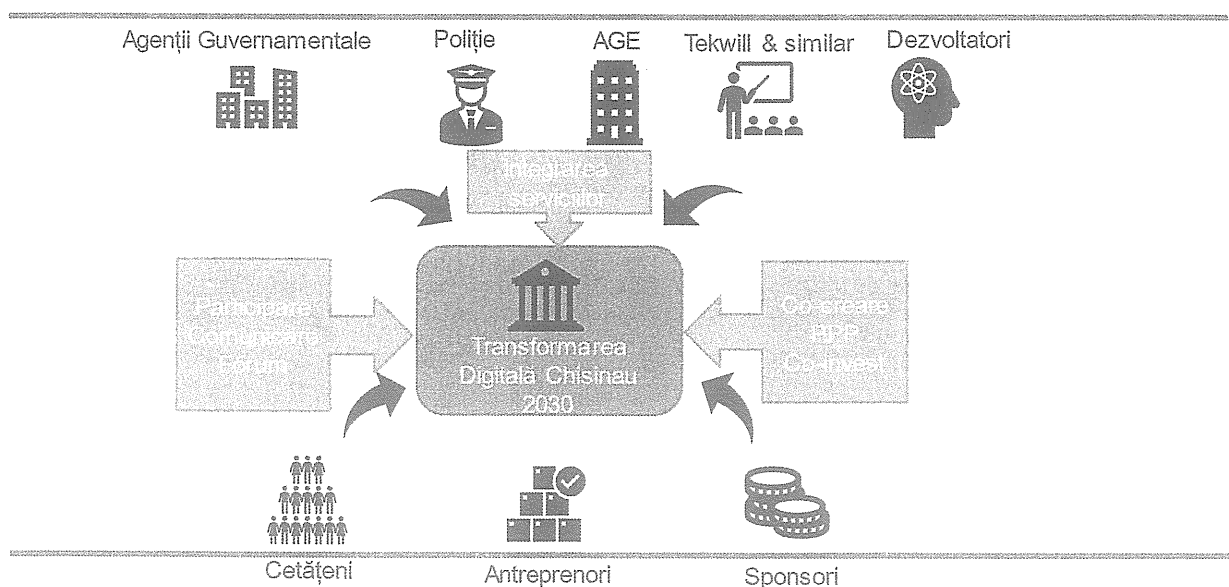 Agenții Guvernamentale
Poliție
AGE
Tekwill & similar
Dezvoltatori
Integrarea
serviciilor
Participare
Comunicare
Forum
Transformarea
Digitală Chisinau
2030
Co-creare
PPP
Co-invest
Cetățeni
Antreprenori
Sponsori